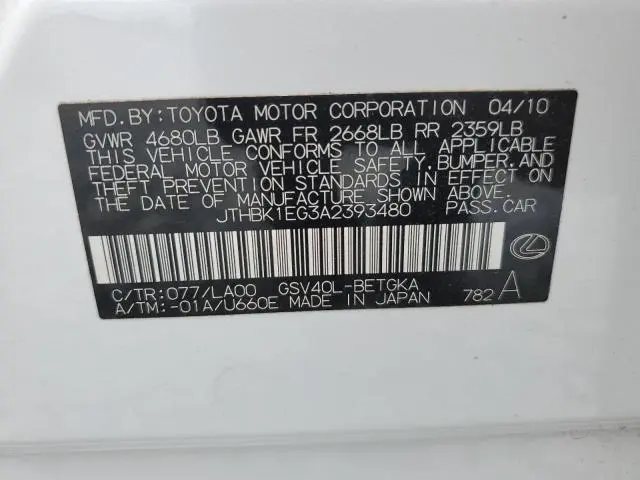 MFD. BY: TOYOTA MOTOR CORPORATION 04/10
GVWR 4680LB GAWR FR 2668LB RR 2359LB
THIS VEHICLE CONFORMS TO ALL APPLICABLE
FEDERAL MOTOR VEHICLE SAFETY, BUMPER, AND
THEFT PREVENTION STANDARDS IN EFFECT ON
THE DATE OF MANUFACTURE SHOWN ABOVE.
JTHBK1EG3A2393480 PASS. CAR
C/TR: 077/LA00 GSV40L-BETGKA
A/TM: -01A/U660E MADE IN JAPAN 782 A